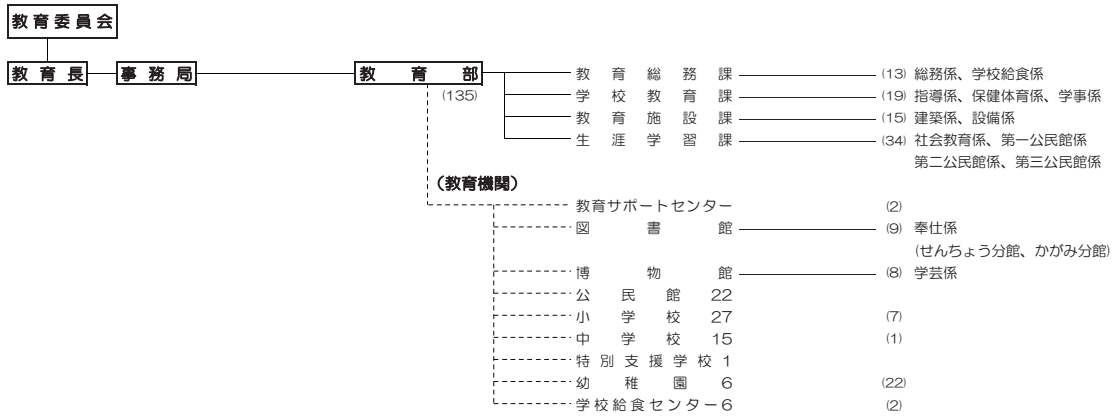 教育委員会
教育長 事務局 教育部 教育総務課 (13) 総務係、学校給食係
(135) 学校教育課 (19) 指導係、保健体育係、学事係
教育施設課 (15) 建築係、設備係
生涯学習課 (34) 社会教育係、第一公民館係
第二公民館係、第三公民館係
（教育機関）
教育サポートセンター (2)
図書館 (9) 奉仕係
(せんちょう分館、かがみ分館)
博物館 (8) 学芸係
公民館 22
小学校 27 (7)
中学校 15 (1)
特別支援学校 1
幼稚園 6 (22)
学校給食センター6 (2)